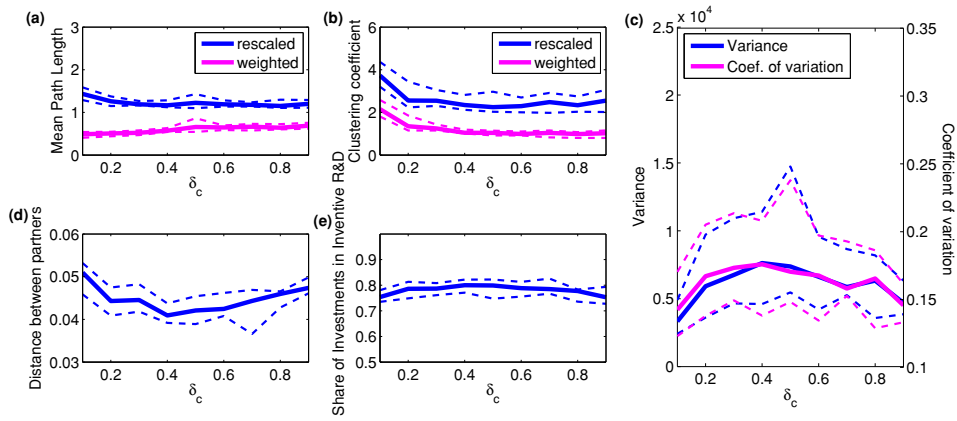 (a)
3
2
1
0
Mean Path Length
rescaled
weighted
0.2 0.4 0.6 0.8
δc
(b)
6
4
2
0
Clustering coefficient
rescaled
weighted
0.2 0.4 0.6 0.8
δc
(c)
x 10⁴
2.5
2
1.5
1
0.5
0
Variance
Variance
Coef. of variation
0.35
0.3
0.25
0.2
0.15
0.1
Coefficient of variation
0.2 0.4 0.6 0.8
δc
(d)
0.06
0.05
0.04
0.03
Distance between partners
0.2 0.4 0.6 0.8
δc
(e)
0.9
0.8
0.7
0.6
0.5
Share of Investments in Inventive R&D
0.2 0.4 0.6 0.8
δc